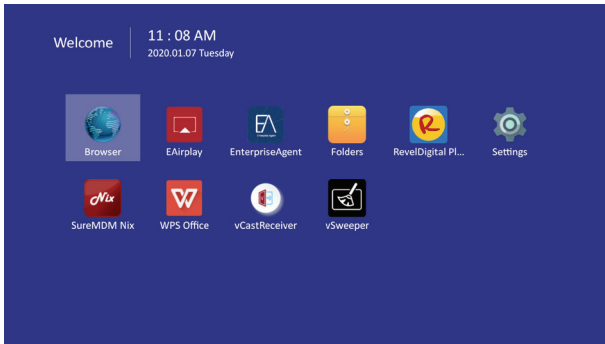 Welcome
11 : 08 AM
2020.01.07 Tuesday
Browser
EAirplay
EnterpriseAgent
Folders
RevelDigital Pl...
Settings
Nix
SureMDM Nix
WPS Office
vCastReceiver
vSweeper